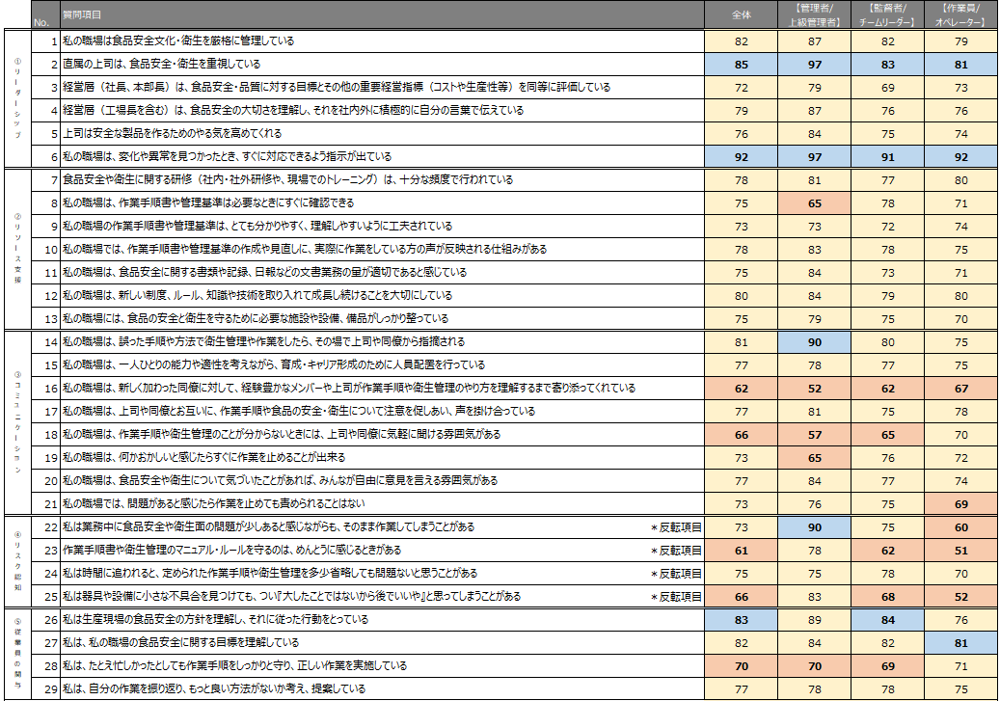 No. 質問項目 全体 【管理者/上級管理者】 【監督者/チームリーダー】 【作業員/オペレーター】
①リーダーシップ
1 私の職場は食品安全文化・衛生を厳格に管理している 82 87 82 79
2 直属の上司は、食品安全・衛生を重視している 85 97 83 81
3 経営層（社長、本部長）は、食品安全・品質に対する目標とその他の重要経営指標（コストや生産性等）を同等に評価している 72 79 69 73
4 経営層（工場長を含む）は、食品安全の大切さを理解し、それを社内外に積極的に自分の言葉で伝えている 79 87 76 76
5 上司は安全な製品を作るためのやる気を高めてくれる 76 84 75 74
6 私の職場は、変化や異常を見つかったとき、すぐに対応できるよう指示が出ている 92 97 91 92
②リソース支援
7 食品安全や衛生に関する研修（社内・社外研修や、現場でのトレーニング）は、十分な頻度で行われている 78 81 77 80
8 私の職場は、作業手順書や管理基準は必要なときにすぐに確認できる 75 65 78 71
9 私の職場の作業手順書や管理基準は、とても分かりやすく、理解しやすいように工夫されている 73 73 72 74
10 私の職場では、作業手順書や管理基準の作成や見直しに、実際に作業をしている方の声が反映される仕組みがある 78 83 78 75
11 私の職場は、食品安全に関する書類や記録、日報などの文書業務の量が適切であると感じている 75 84 73 71
12 私の職場は、新しい制度、ルール、知識や技術を取り入れて成長し続けることを大切にしている 80 84 79 80
13 私の職場には、食品の安全と衛生を守るために必要な施設や設備、備品がしっかり整っている 75 79 75 70
③コミュニケーション
14 私の職場は、誤った手順や方法で衛生管理や作業をしたら、その場で上司や同僚から指摘される 81 90 80 75
15 私の職場は、一人ひとりの能力や適性を考えながら、育成・キャリア形成のために人員配置を行っている 77 78 77 75
16 私の職場は、新しく加わった同僚に対して、経験豊かなメンバーや上司が作業手順や衛生管理のやり方を理解するまで寄り添ってくれている 62 52 62 67
17 私の職場は、上司や同僚とお互いに、作業手順や食品の安全・衛生について注意を促しあい、声を掛け合っている 77 81 75 78
18 私の職場は、作業手順や衛生管理のことが分からないときには、上司や同僚に気軽に聞ける雰囲気がある 66 57 65 70
19 私の職場は、何かおかしいと感じたらすぐに作業を止めることが出来る 73 65 76 72
20 私の職場は、食品安全や衛生について気づいたことがあれば、みんなが自由に意見を言える雰囲気がある 77 84 77 74
21 私の職場では、問題があると感じたら作業を止めても責められることはない 73 76 75 69
④リスク認知
22 私は業務中に食品安全や衛生面の問題が少しあると感じながらも、そのまま作業してしまうことがある ＊反転項目 73 90 75 60
23 作業手順書や衛生管理のマニュアル・ルールを守るのは、めんどうに感じるときがある ＊反転項目 61 78 62 51
24 私は時間に追われると、定められた作業手順や衛生管理を多少省略しても問題ないと思うことがある ＊反転項目 75 75 78 70
25 私は器具や設備に小さな不具合を見つけても、つい『大したことではないから後でいいや』と思ってしまうことがある ＊反転項目 66 83 68 52
⑤従業員の関与
26 私は生産現場の食品安全の方針を理解し、それに従った行動をとっている 83 89 84 76
27 私は、私の職場の食品安全に関する目標を理解している 82 84 82 81
28 私は、たとえ忙しかったとしても作業手順をしっかりと守り、正しい作業を実施している 70 70 69 71
29 私は、自分の作業を振り返り、もっと良い方法がないか考え、提案している 77 78 78 75